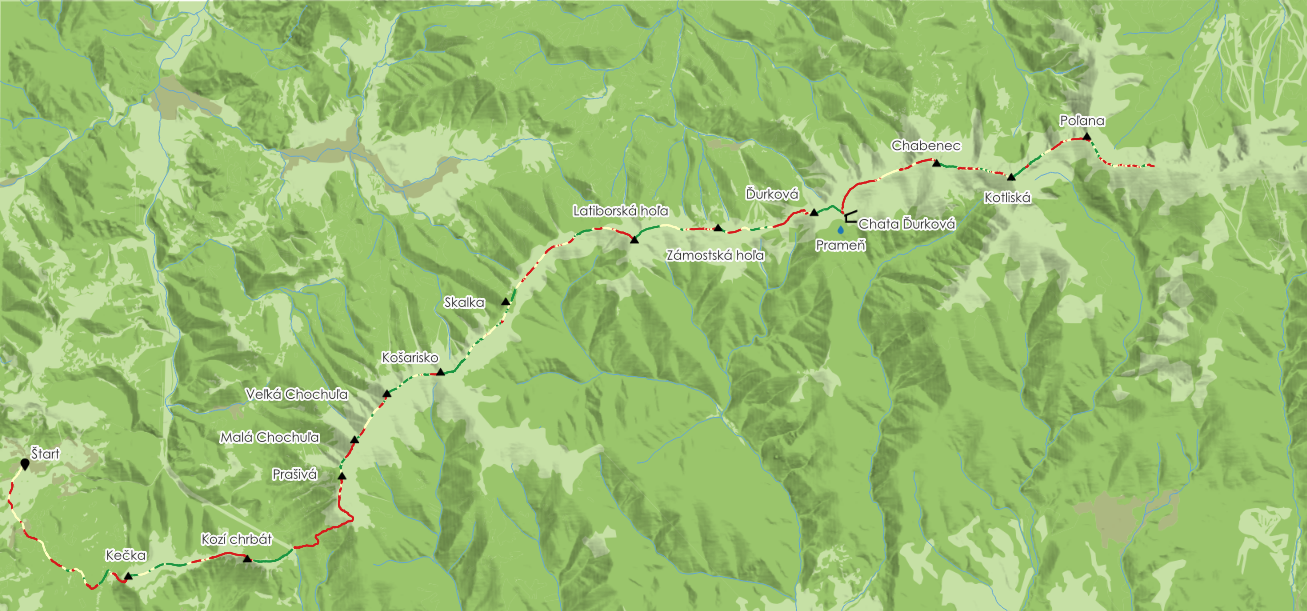 Poľana
Chabenec
Kotliská
Ďurková
Latiborská hoľa
Chata Ďurková
Prameň
Zámostská hoľa
Skalka
Košarisko
Veľká Chochuľa
Malá Chochuľa
Štart
Prašivá
Kozí chrbát
Kečka